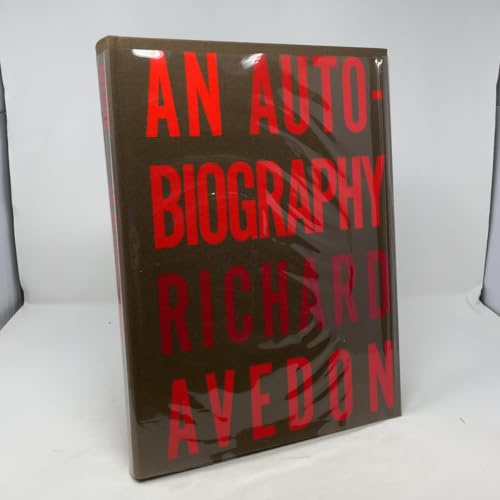 AN AUTO-
BIOGRAPHY
RICHARD
AVEDON